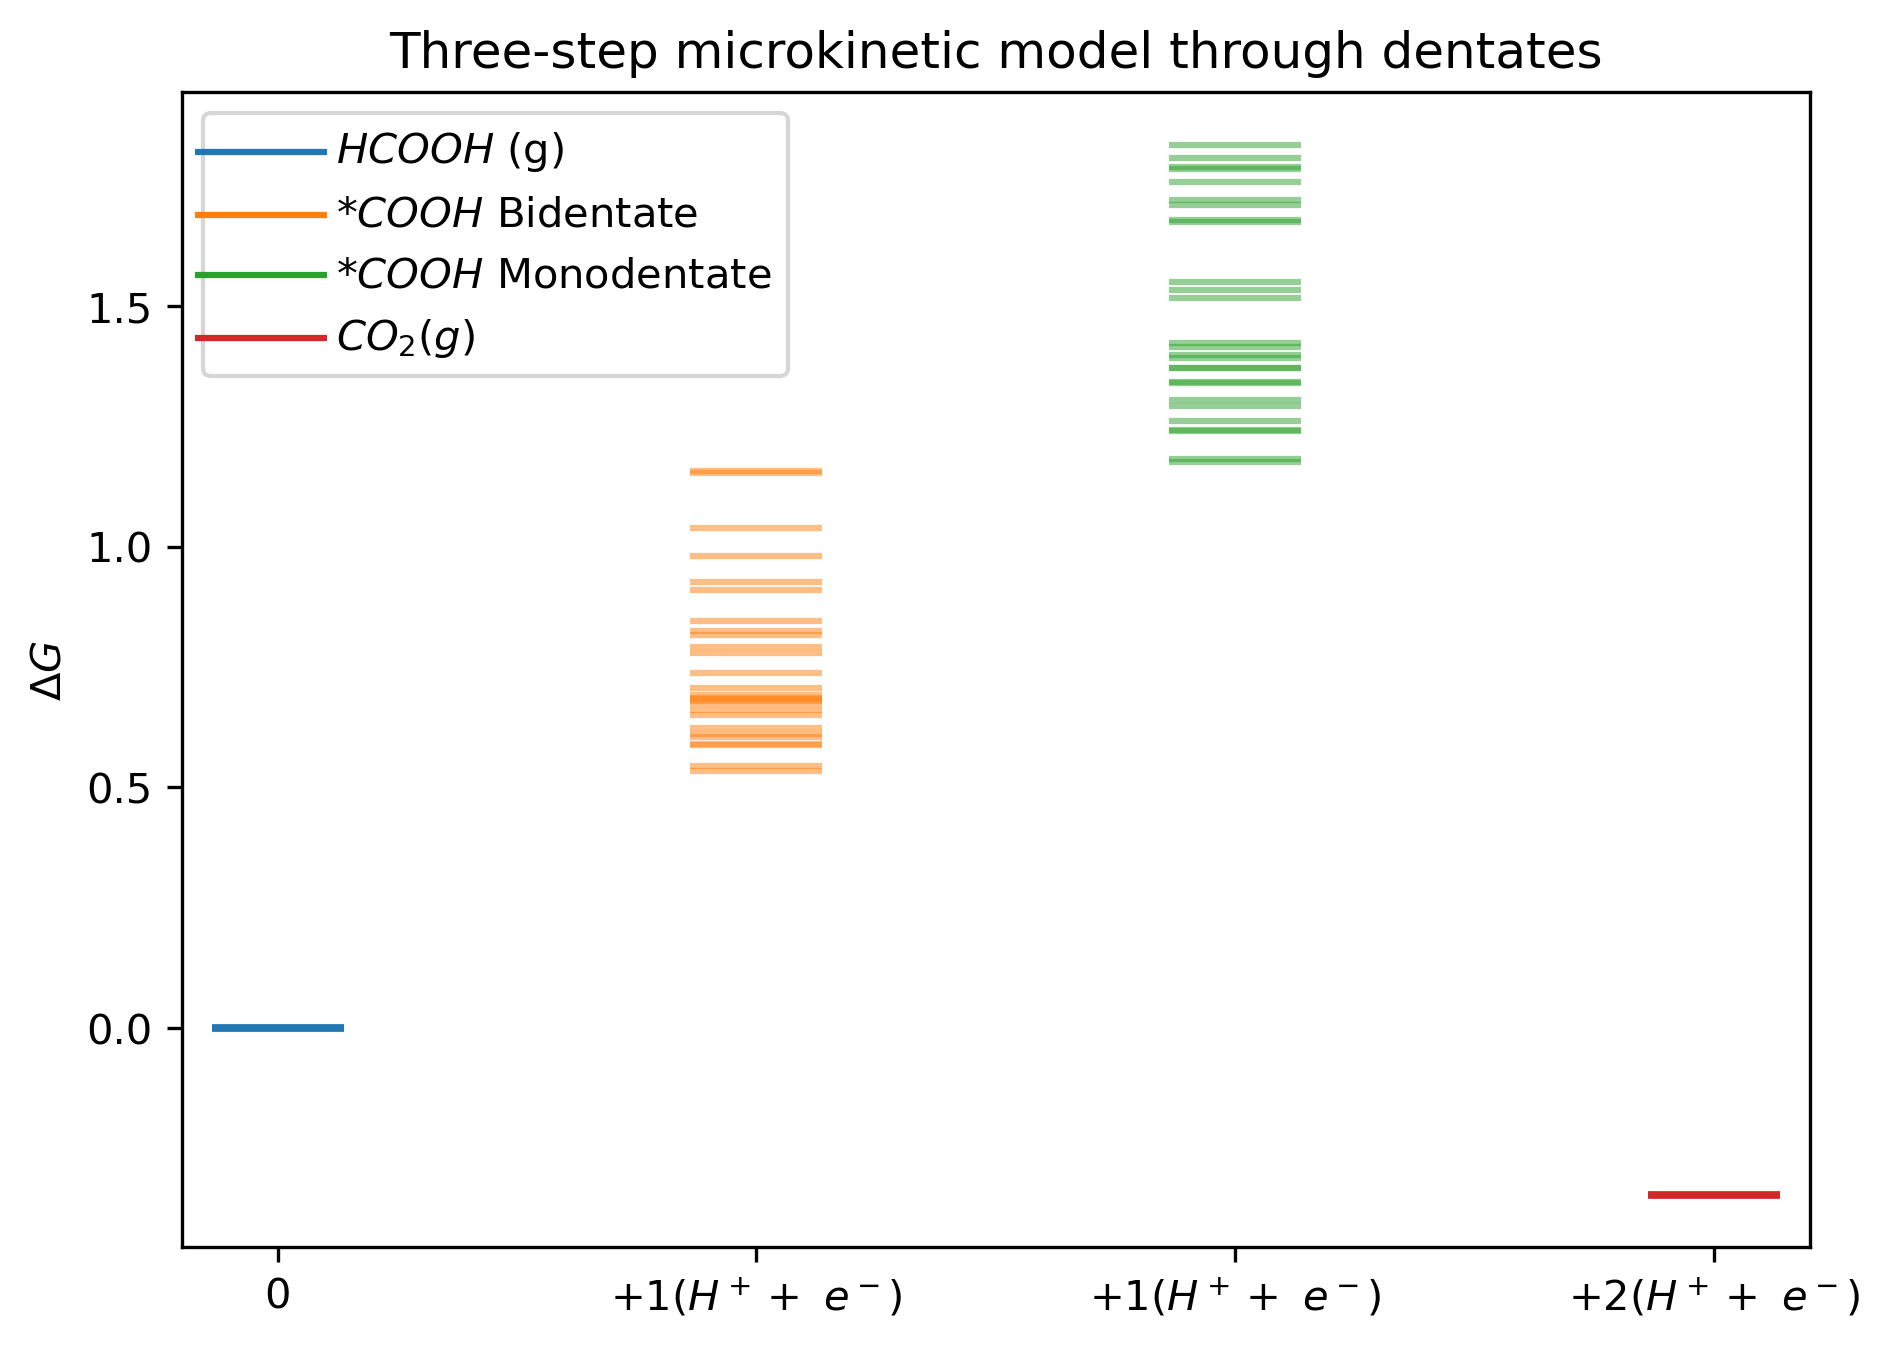 Three-step microkinetic model through dentates
HCOOH (g)
*COOH Bidentate
*COOH Monodentate
CO₂(g)
ΔG
1.5
1.0
0.5
0.0
0
+1(H⁺ + e⁻)
+1(H⁺ + e⁻)
+2(H⁺ + e⁻)